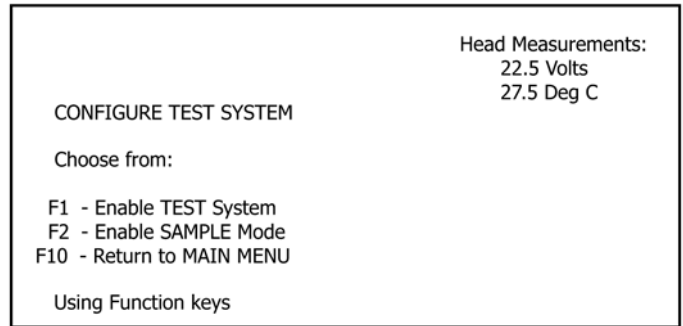 Head Measurements:
22.5 Volts
27.5 Deg C
CONFIGURE TEST SYSTEM
Choose from:
F1 - Enable TEST System
F2 - Enable SAMPLE Mode
F10 - Return to MAIN MENU
Using Function keys